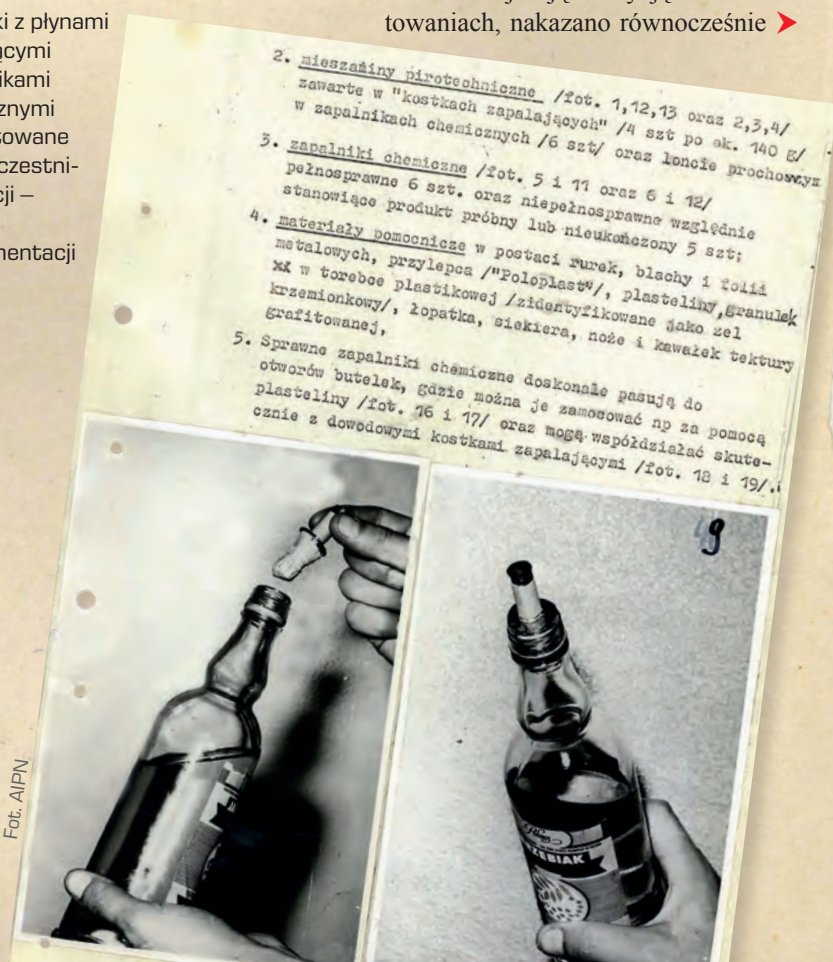 ki z płynami
ącymi
ikami
znymi
sowane
czestni-
cji –
mentacji
towaniach, nakazano równocześnie
2. mieszaniny pirotechniczne /fot. 1,12,13 oraz 2,3,4/
zawarte w "kostkach zapalających" /4 szt po ok. 140 g/
w zapalnikach chemicznych /6 szt/ oraz loncie prochowym
3. zapalniki chemiczne /fot. 5 i 11 oraz 6 i 12/
pełnosprawne 6 szt. oraz niepełnosprawne względnie
stanowiące produkt próbny lub nieukończony 5 szt;
4. materiały pomocnicze w postaci rurek, blachy i folii
metalowych, przylepca /"Poloplast"/, plasteliny, granulek
xx w torebce plastikowej /zidentyfikowane jako żel
krzemionkowy/, łopatka, siekiera, noże i kawałek tektury
grafitowanej,
5. Sprawne zapalniki chemiczne doskonale pasują do
otworów butelek, gdzie można je zamocować np za pomocą
plasteliny /fot. 16 i 17/ oraz mogą współdziałać skute-
cznie z dowodowymi kostkami zapalającymi /fot. 18 i 19/.
9
RZEBIAK
Fot. AIPN